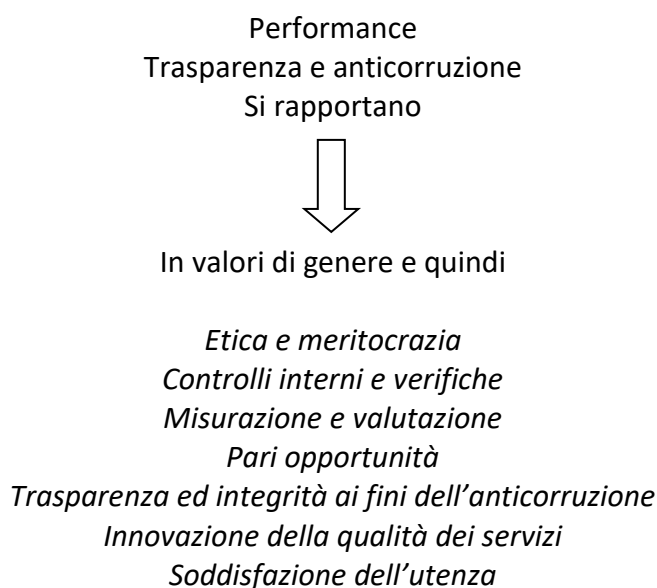 Performance
Trasparenza e anticorruzione
Si rapportano
In valori di genere e quindi
Etica e meritocrazia
Controlli interni e verifiche
Misurazione e valutazione
Pari opportunità
Trasparenza ed integrità ai fini dell’anticorruzione
Innovazione della qualità dei servizi
Soddisfazione dell’utenza